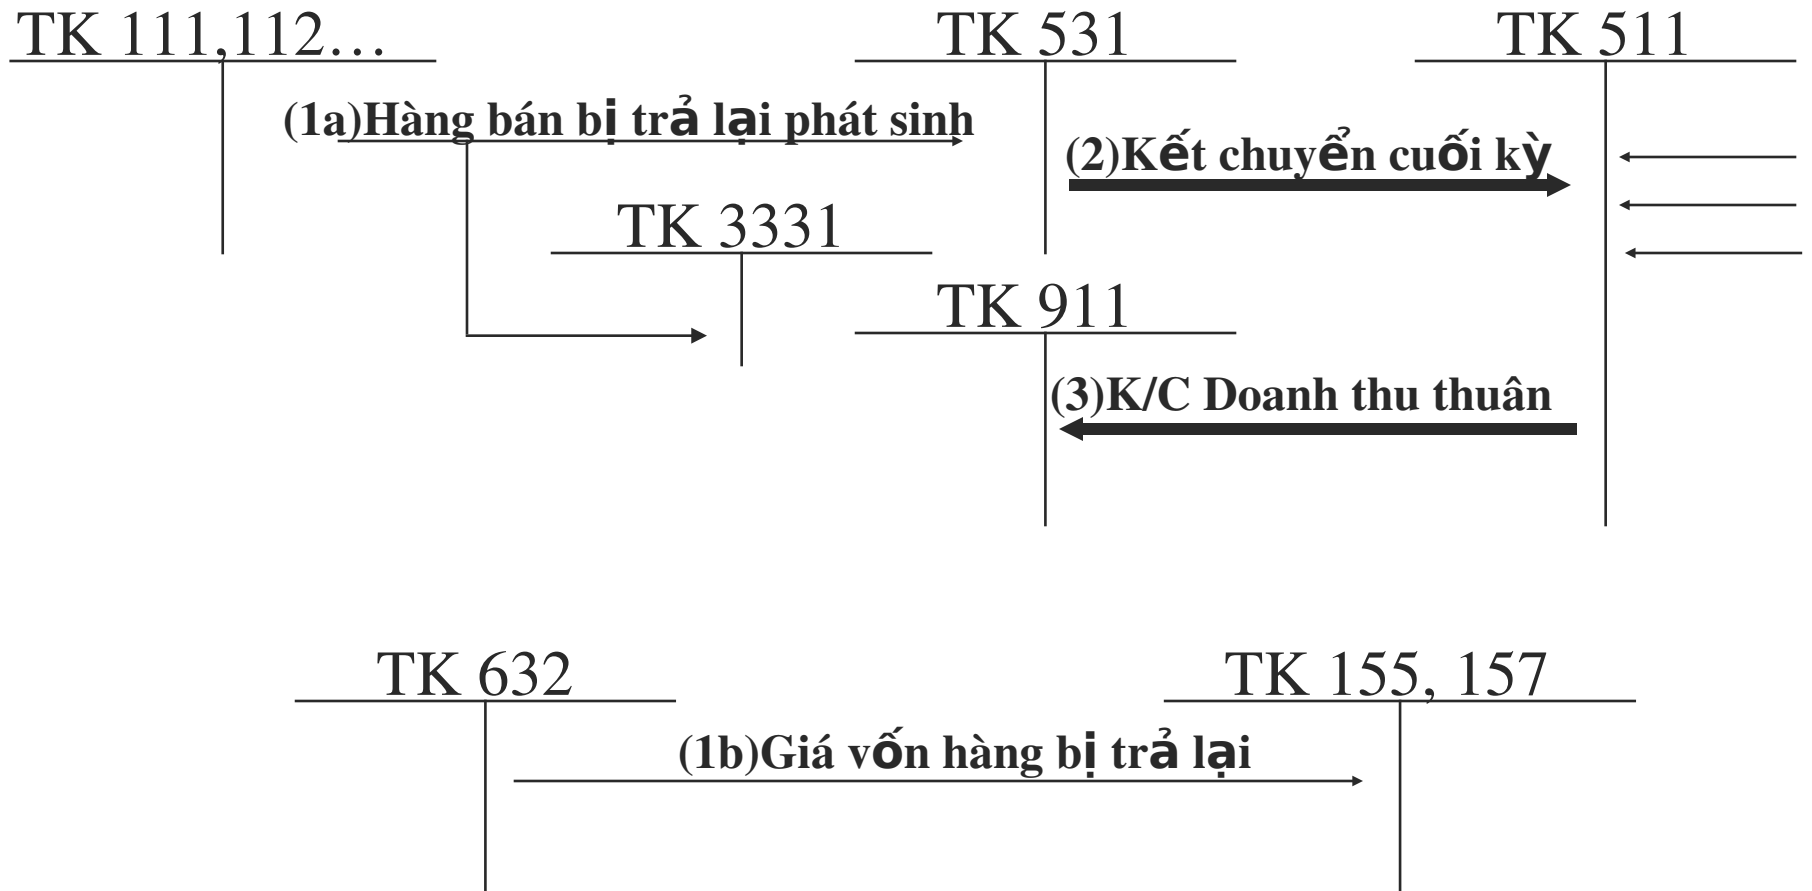 TK 111,112…
TK 531
TK 511
(1a)Hàng bán bị trả lại phát sinh
(2)Kết chuyển cuối kỳ
TK 3331
TK 911
(3)K/C Doanh thu thuân
TK 632
TK 155, 157
(1b)Giá vốn hàng bị trả lại